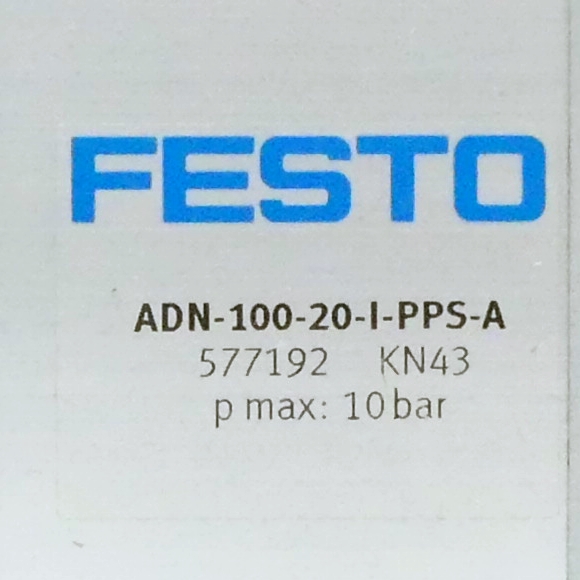 FESTO
ADN-100-20-I-PPS-A
577192 KN43
p max: 10 bar